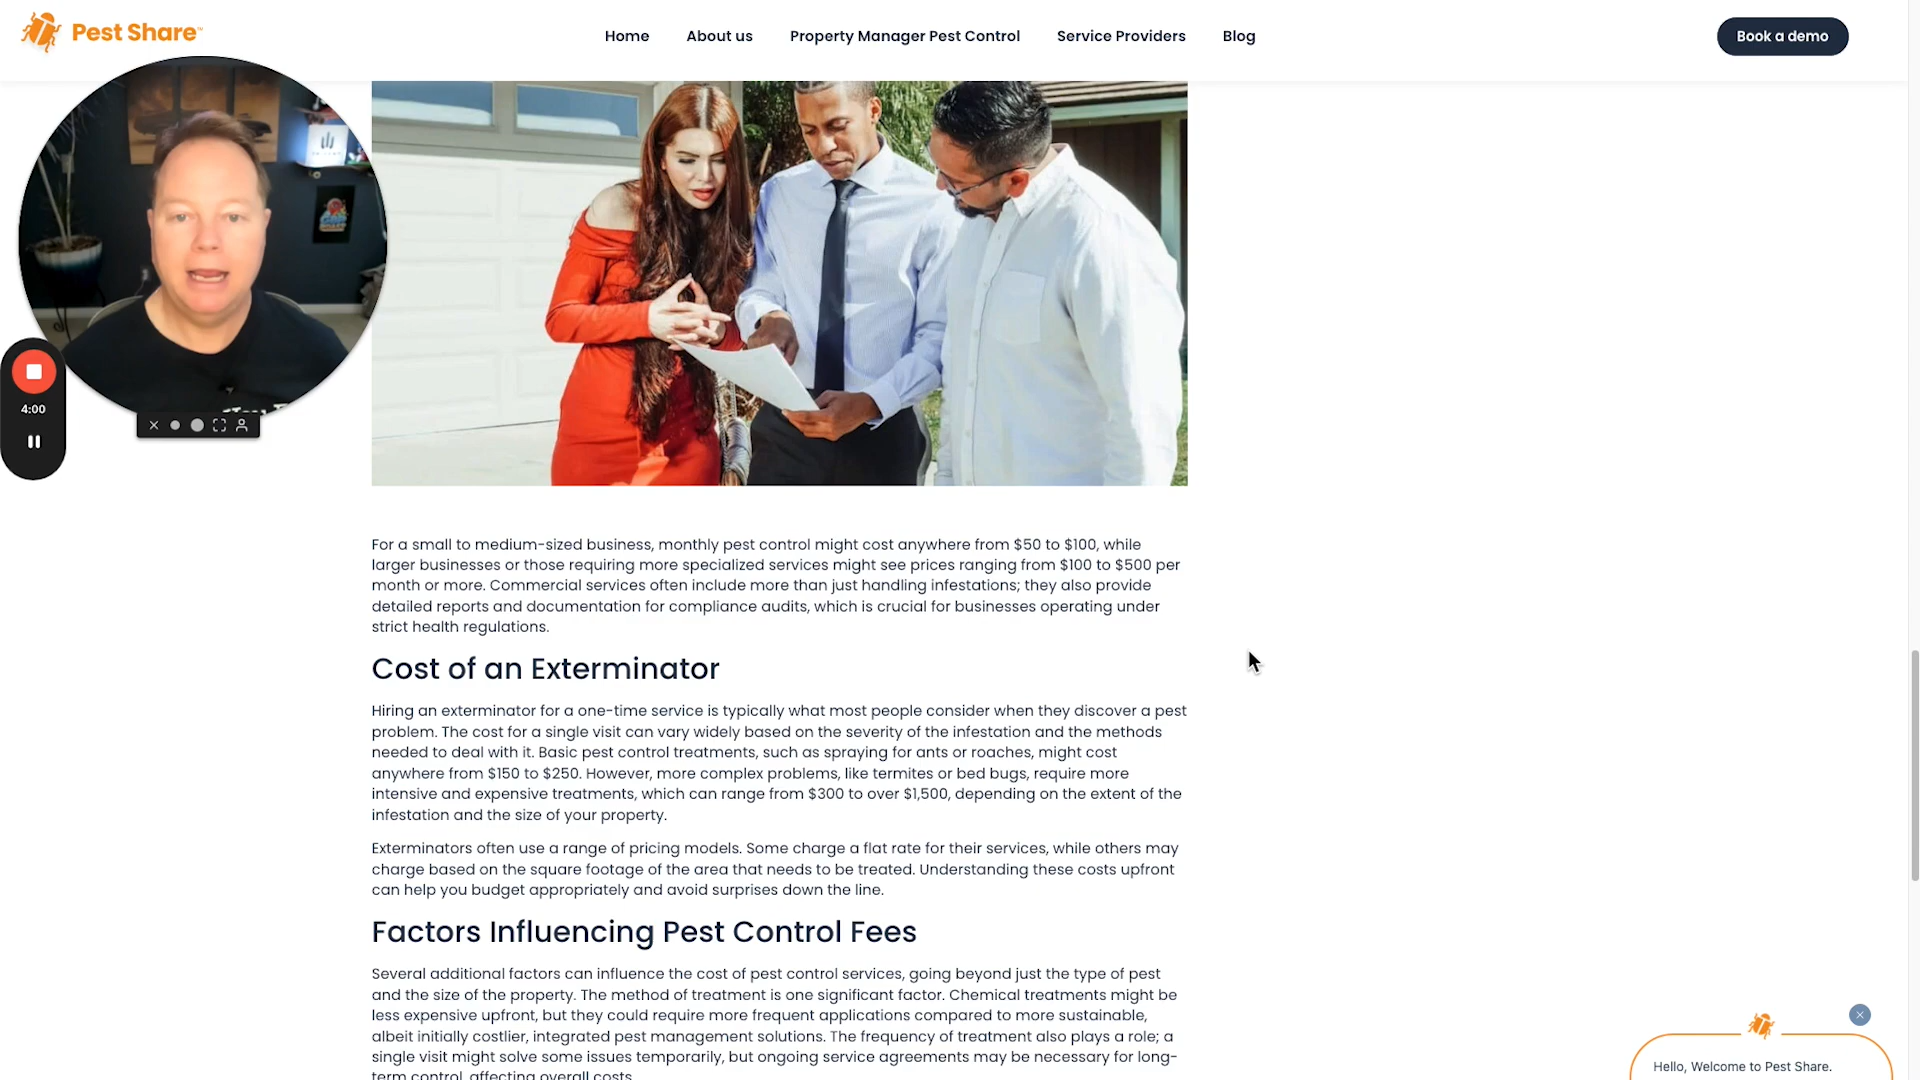 Pest Share™
Home
About us
Property Manager Pest Control
Service Providers
Blog
Book a demo
4:00
For a small to medium-sized business, monthly pest control might cost anywhere from $50 to $100, while
larger businesses or those requiring more specialized services might see prices ranging from $100 to $500 per
month or more. Commercial services often include more than just handling infestations; they also provide
detailed reports and documentation for compliance audits, which is crucial for businesses operating under
strict health regulations.
Cost of an Exterminator
Hiring an exterminator for a one-time service is typically what most people consider when they discover a pest
problem. The cost for a single visit can vary widely based on the severity of the infestation and the methods
needed to deal with it. Basic pest control treatments, such as spraying for ants or roaches, might cost
anywhere from $150 to $250. However, more complex problems, like termites or bed bugs, require more
intensive and expensive treatments, which can range from $300 to over $1,500, depending on the extent of the
infestation and the size of your property.
Exterminators often use a range of pricing models. Some charge a flat rate for their services, while others may
charge based on the square footage of the area that needs to be treated. Understanding these costs upfront
can help you budget appropriately and avoid surprises down the line.
Factors Influencing Pest Control Fees
Several additional factors can influence the cost of pest control services, going beyond just the type of pest
and the size of the property. The method of treatment is one significant factor. Chemical treatments might be
less expensive upfront, but they could require more frequent applications compared to more sustainable,
albeit initially costlier, integrated pest management solutions. The frequency of treatment also plays a role; a
single visit might solve some issues temporarily, but ongoing service agreements may be necessary for long-
term control, affecting overall costs.
Hello, Welcome to Pest Share.